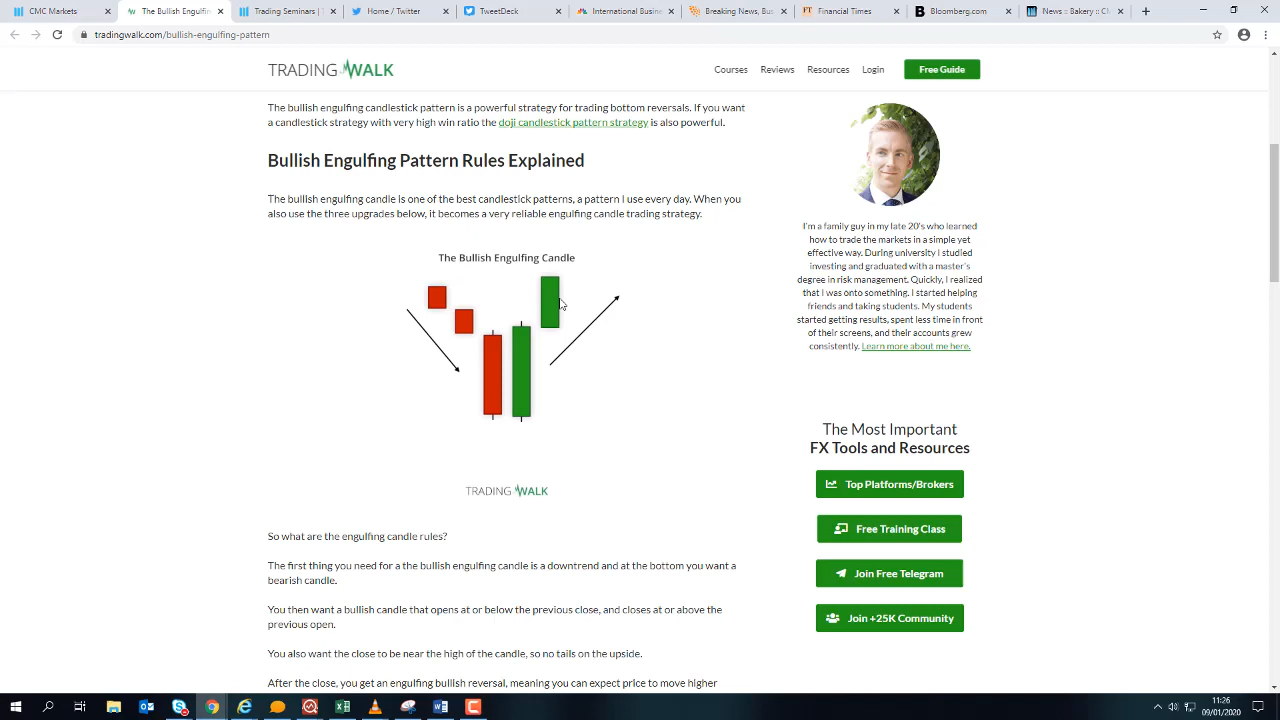 CMC Markets
The Bullish Engulfin
Trading Seminars |
Home / Twitter
TweetDeck
International Busine
Breaking News, Bus
Financial Times
Bloomberg.com
News :: Bakery ::
tradingwalk.com/bullish-engulfing-pattern
TRADING WALK
Courses
Reviews
Resources
Login
Free Guide
The bullish engulfing candlestick pattern is a powerful strategy for trading bottom reversals. If you want
a candlestick strategy with very high win ratio the doji candlestick pattern strategy is also powerful.
Bullish Engulfing Pattern Rules Explained
The bullish engulfing candle is one of the best candlestick patterns, a pattern I use every day. When you
also use the three upgrades below, it becomes a very reliable engulfing candle trading strategy.
The Bullish Engulfing Candle
TRADING WALK
So what are the engulfing candle rules?
The first thing you need for a the bullish engulfing candle is a downtrend and at the bottom you want a
bearish candle.
You then want a bullish candle that opens at or below the previous close, and closes at or above the
previous open.
You also want the close to be near the high of the candle, so no tails on the upside.
After the close, you get an engulfing bullish reversal, meaning you can expect price to move higher
I'm a family guy in my late 20's who learned
how to trade the markets in a simple yet
effective way. During university I studied
investing and graduated with a master's
degree in risk management. Quickly, I realized
that I was onto something. I started helping
friends and taking students. My students
started getting results, spent less time in front
of their screens, and their accounts grew
consistently. Learn more about me here.
The Most Important
FX Tools and Resources
Top Platforms/Brokers
Free Training Class
Join Free Telegram
Join +25K Community
11:26
09/01/2020